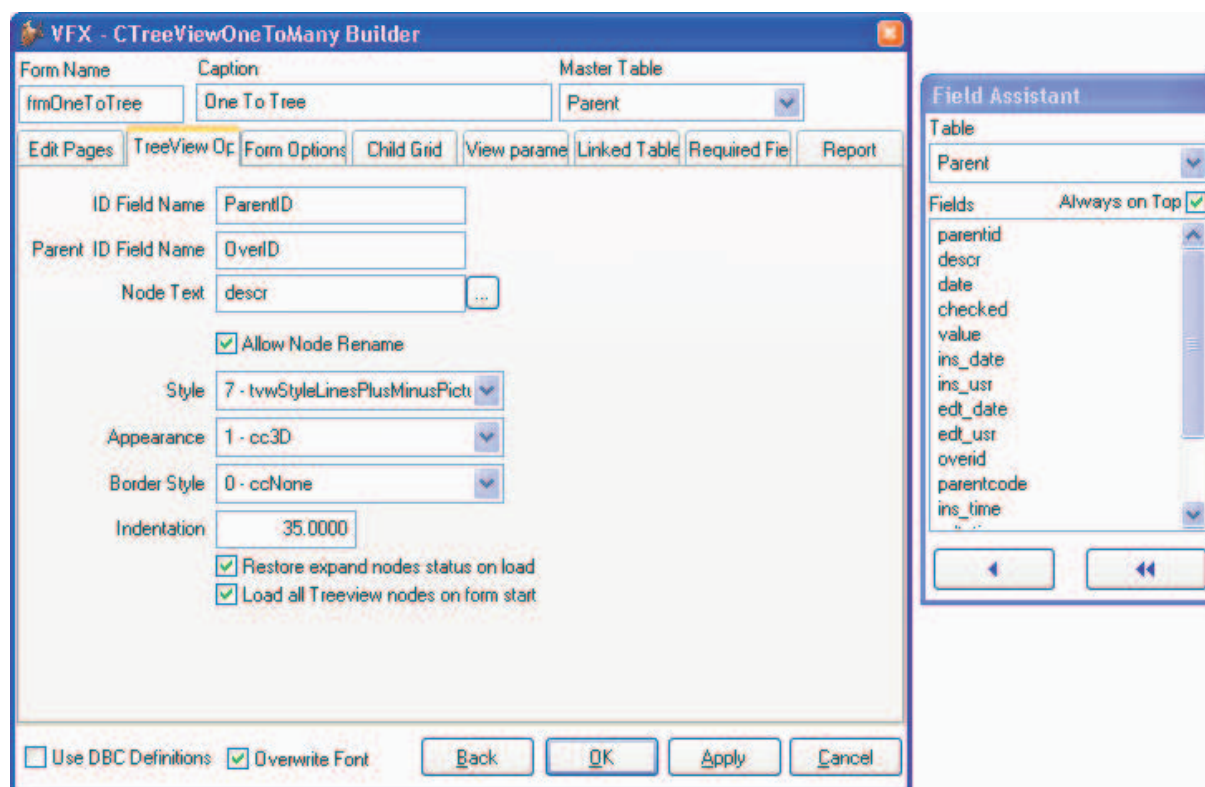 VFX - CTreeViewOneToMany Builder
Form Name Caption Master Table
frmOneToTree One To Tree Parent
Edit Pages TreeView Op Form Options Child Grid View parame Linked Table Required Fie Report
ID Field Name ParentID
Parent ID Field Name OverID
Node Text descr ...
Allow Node Rename
Style 7 - tvwStyleLinesPlusMinusPictu
Appearance 1 - cc3D
Border Style 0 - ccNone
Indentation 35.0000
Restore expand nodes status on load
Load all Treeview nodes on form start
Use DBC Definitions Overwrite Font Back OK Apply Cancel
Field Assistant
Table
Parent
Fields Always on Top
parentid
descr
date
checked
value
ins_date
ins_usr
edt_date
edt_usr
overid
parentcode
ins_time